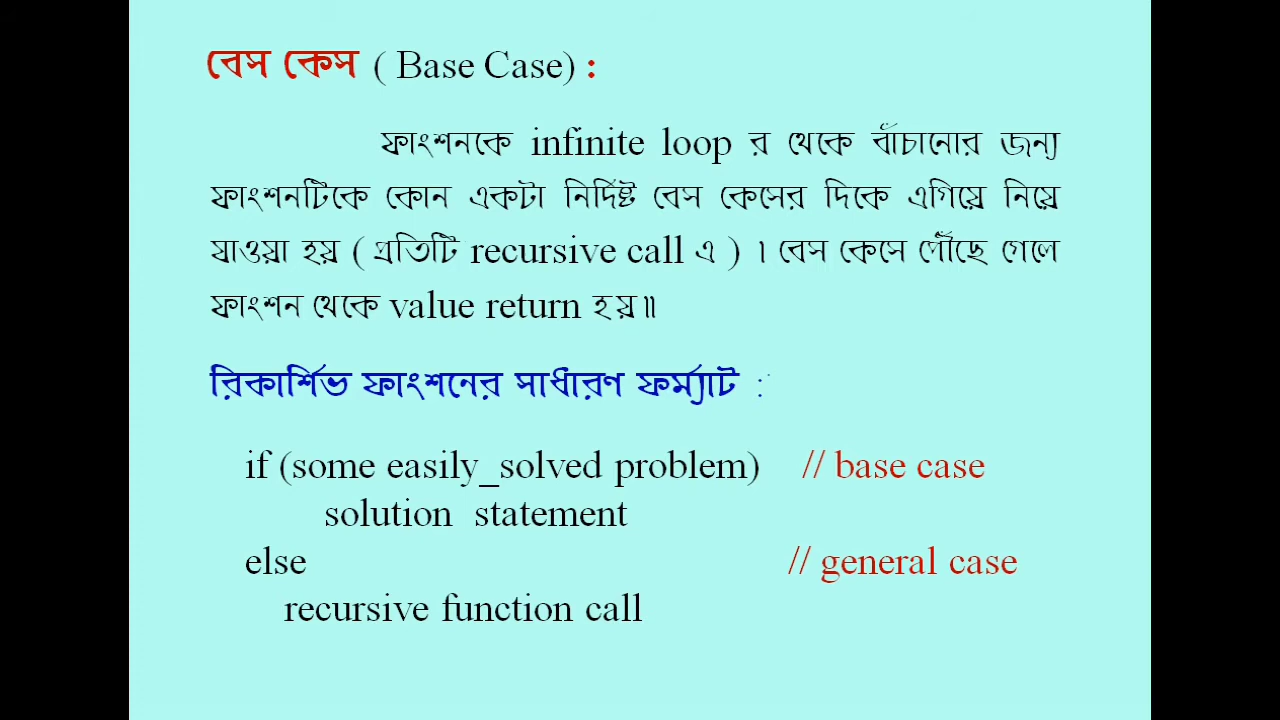 বেস কেস ( Base Case) :
ফাংশনকে infinite loop র থেকে বাঁচানোর জন্য
ফাংশনটিকে কোন একটা নির্দিষ্ট বেস কেসের দিকে এগিয়ে নিয়ে
যাওয়া হয় ( প্রতিটি recursive call এ ) । বেস কেসে পৌঁছে গেলে
ফাংশন থেকে value return হয়॥
রিকার্শিভ ফাংশনের সাধারণ ফর্ম্যাট :
if (some easily_solved problem) // base case
solution statement
else // general case
recursive function call